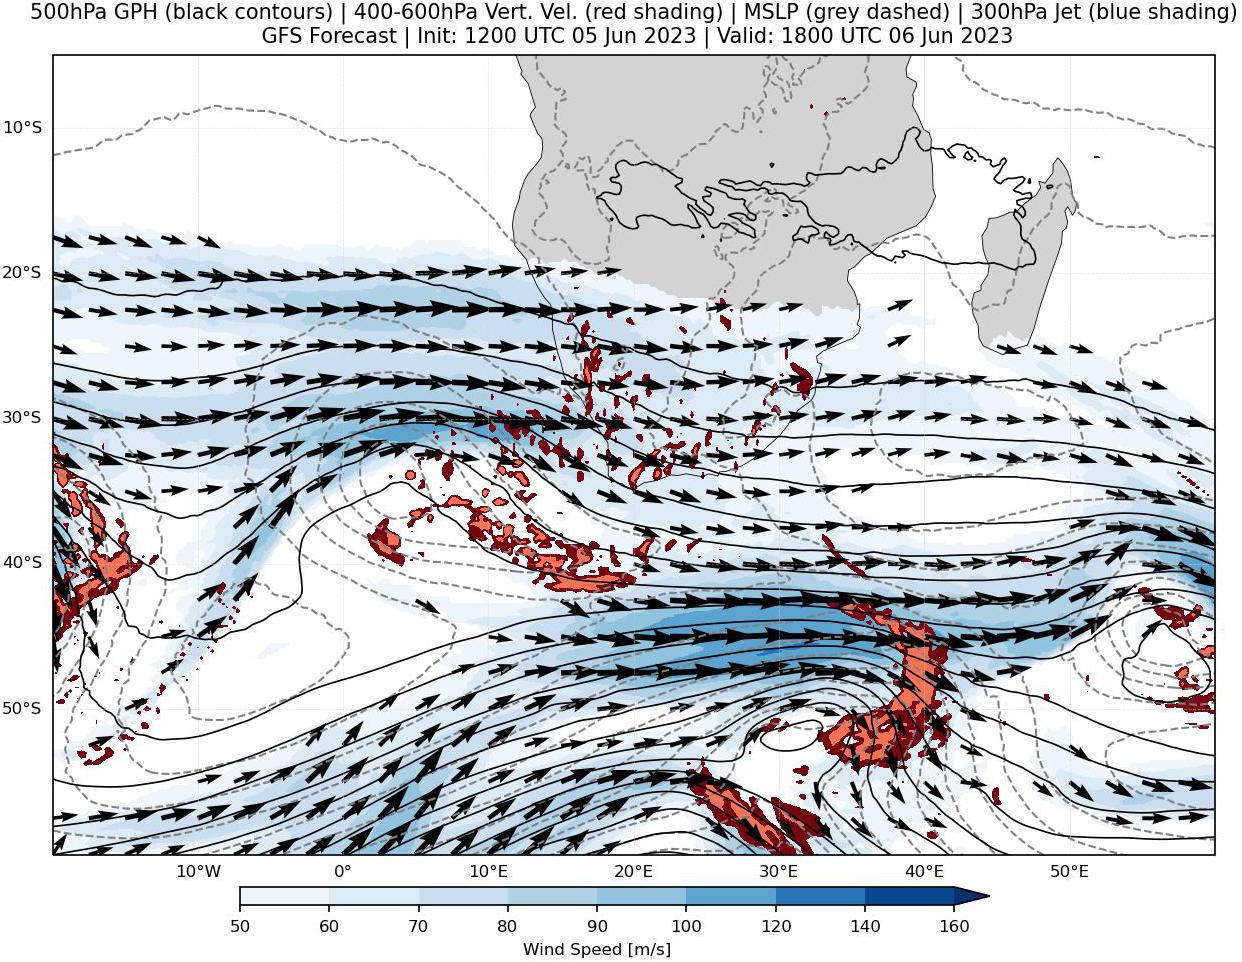 500hPa GPH (black contours) | 400-600hPa Vert. Vel. (red shading) | MSLP (grey dashed) | 300hPa Jet (blue shading)
GFS Forecast | Init: 1200 UTC 05 Jun 2023 | Valid: 1800 UTC 06 Jun 2023
10°S
20°S
30°S
40°S
50°S
10°W 0° 10°E 20°E 30°E 40°E 50°E
50 60 70 80 90 100 120 140 160
Wind Speed [m/s]